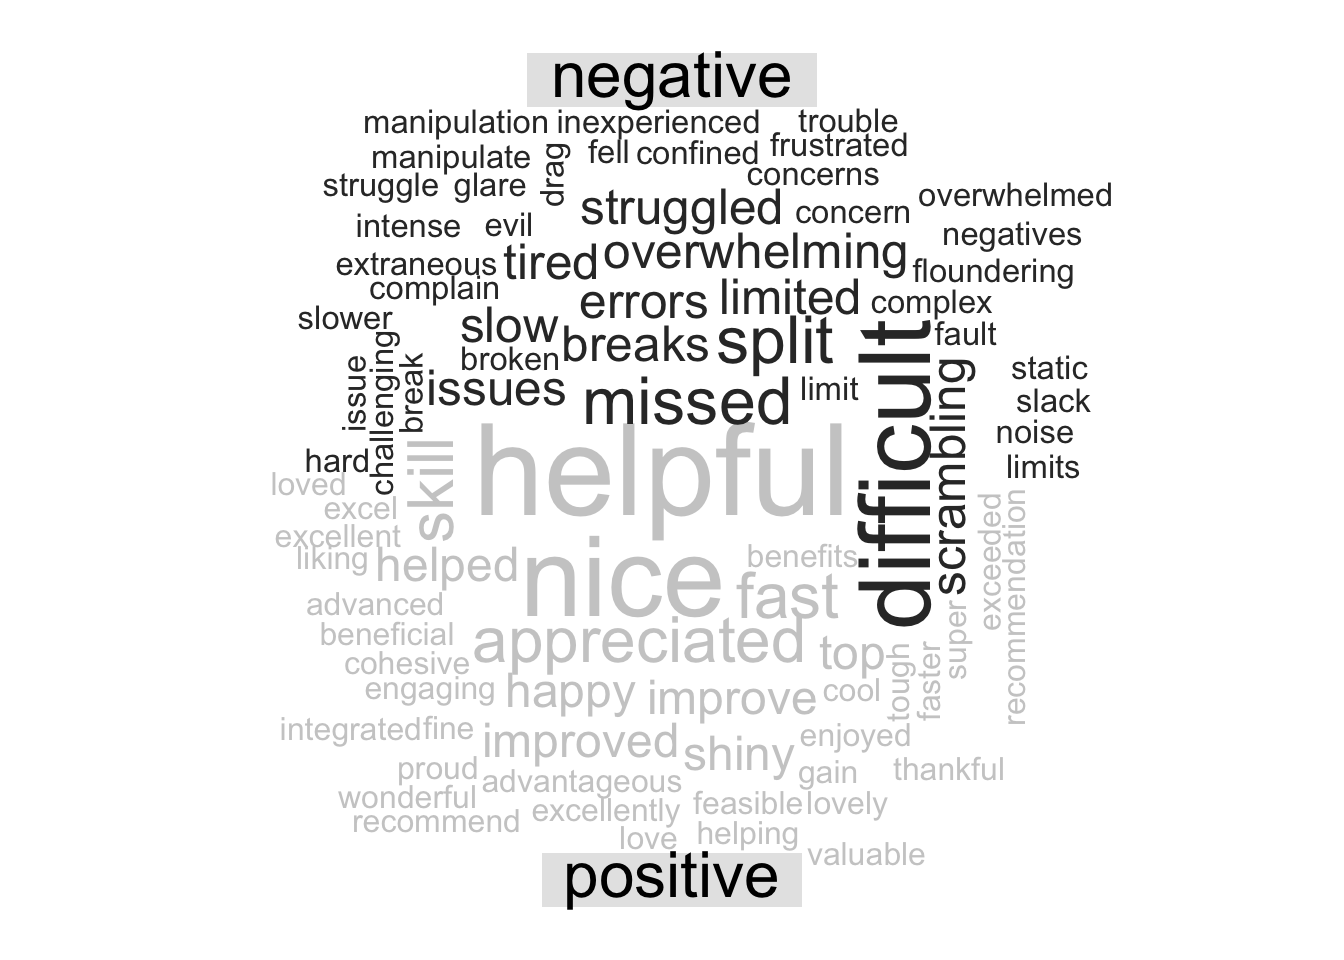 negative
manipulation inexperienced trouble
manipulate drag fell confined frustrated
struggle glare concerns
struggled concern overwhelmed
intense evil negatives
extraneous tired overwhelming floundering
complain errors limited complex
slower slow breaks split difficult fault
issue challenging break broken static
issues missed limit scrambling slack
noise
hard limits
loved skill helpful
excel exceeded recommendation
excellent
liking helped nice benefits
advanced fast
beneficial appreciated super
cohesive top tough faster
engaging happy improve cool
integrated fine improved shiny enjoyed
proud advantageous gain thankful
wonderful excellently feasible lovely
recommend love helping
valuable
positive